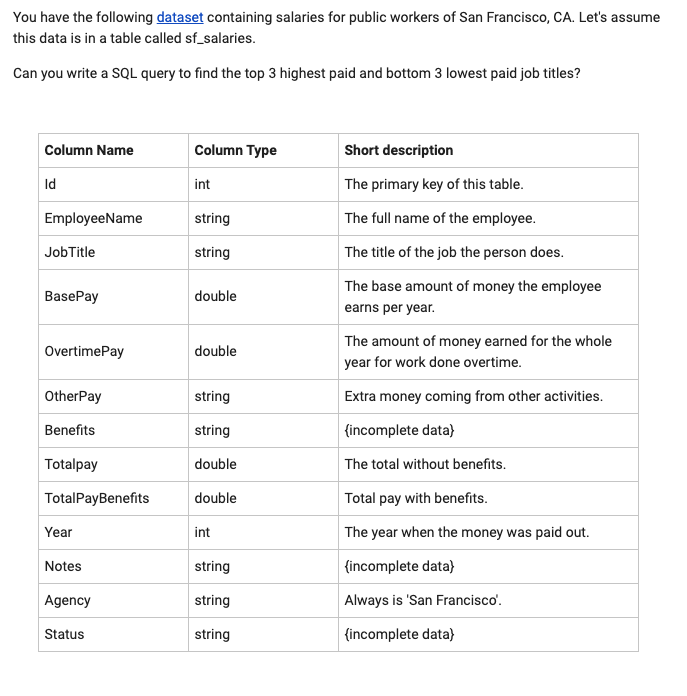 You have the following dataset containing salaries for public workers of San Francisco, CA. Let's assume
this data is in a table called sf_salaries.
Can you write a SQL query to find the top 3 highest paid and bottom 3 lowest paid job titles?
Column Name Column Type Short description
Id int The primary key of this table.
EmployeeName string The full name of the employee.
JobTitle string The title of the job the person does.
BasePay double The base amount of money the employee
earns per year.
OvertimePay double The amount of money earned for the whole
year for work done overtime.
OtherPay string Extra money coming from other activities.
Benefits string {incomplete data}
Totalpay double The total without benefits.
TotalPayBenefits double Total pay with benefits.
Year int The year when the money was paid out.
Notes string {incomplete data}
Agency string Always is 'San Francisco'.
Status string {incomplete data}